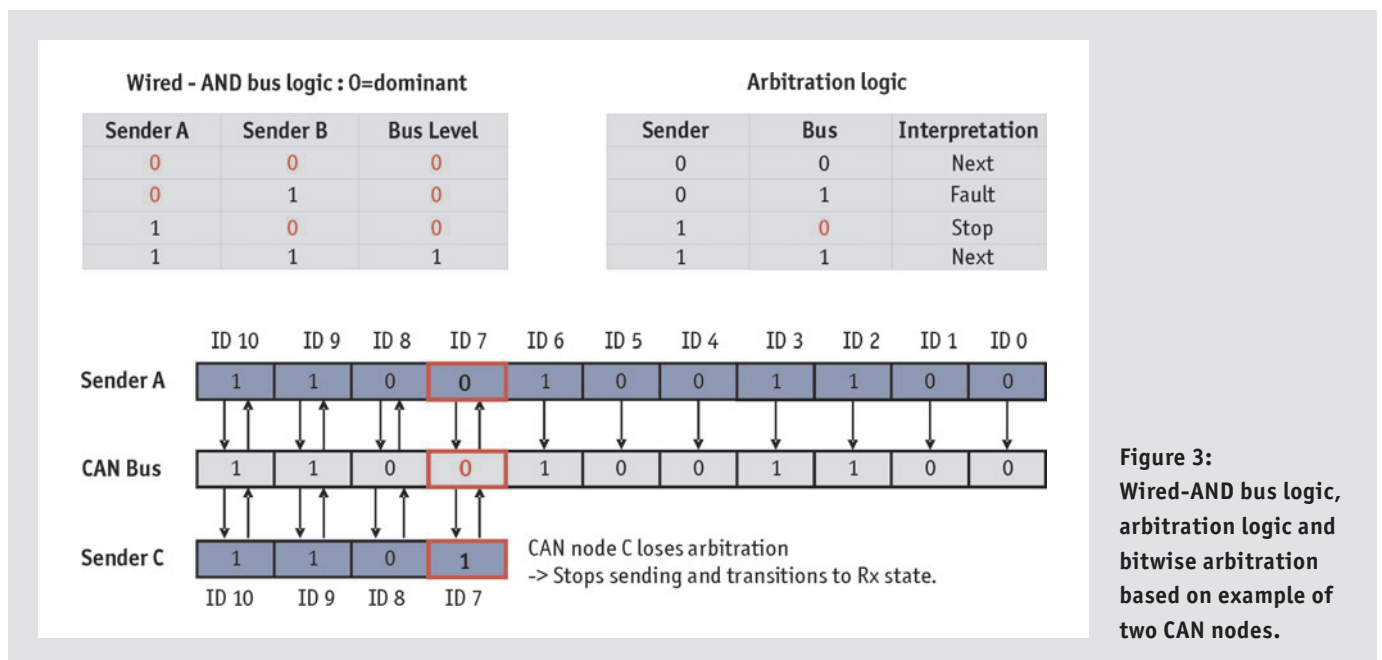 Wired - AND bus logic : 0=dominant
Sender A Sender B Bus Level
0 0 0
0 1 0
1 0 0
1 1 1
Arbitration logic
Sender Bus Interpretation
0 0 Next
0 1 Fault
1 0 Stop
1 1 Next
ID 10 ID 9 ID 8 ID 7 ID 6 ID 5 ID 4 ID 3 ID 2 ID 1 ID 0
Sender A 1 1 0 0 1 0 0 1 1 0 0
CAN Bus 1 1 0 0 1 0 0 1 1 0 0
Sender C 1 1 0 1
ID 10 ID 9 ID 8 ID 7
CAN node C loses arbitration
-> Stops sending and transitions to Rx state.
Figure 3:
Wired-AND bus logic,
arbitration logic and
bitwise arbitration
based on example of
two CAN nodes.